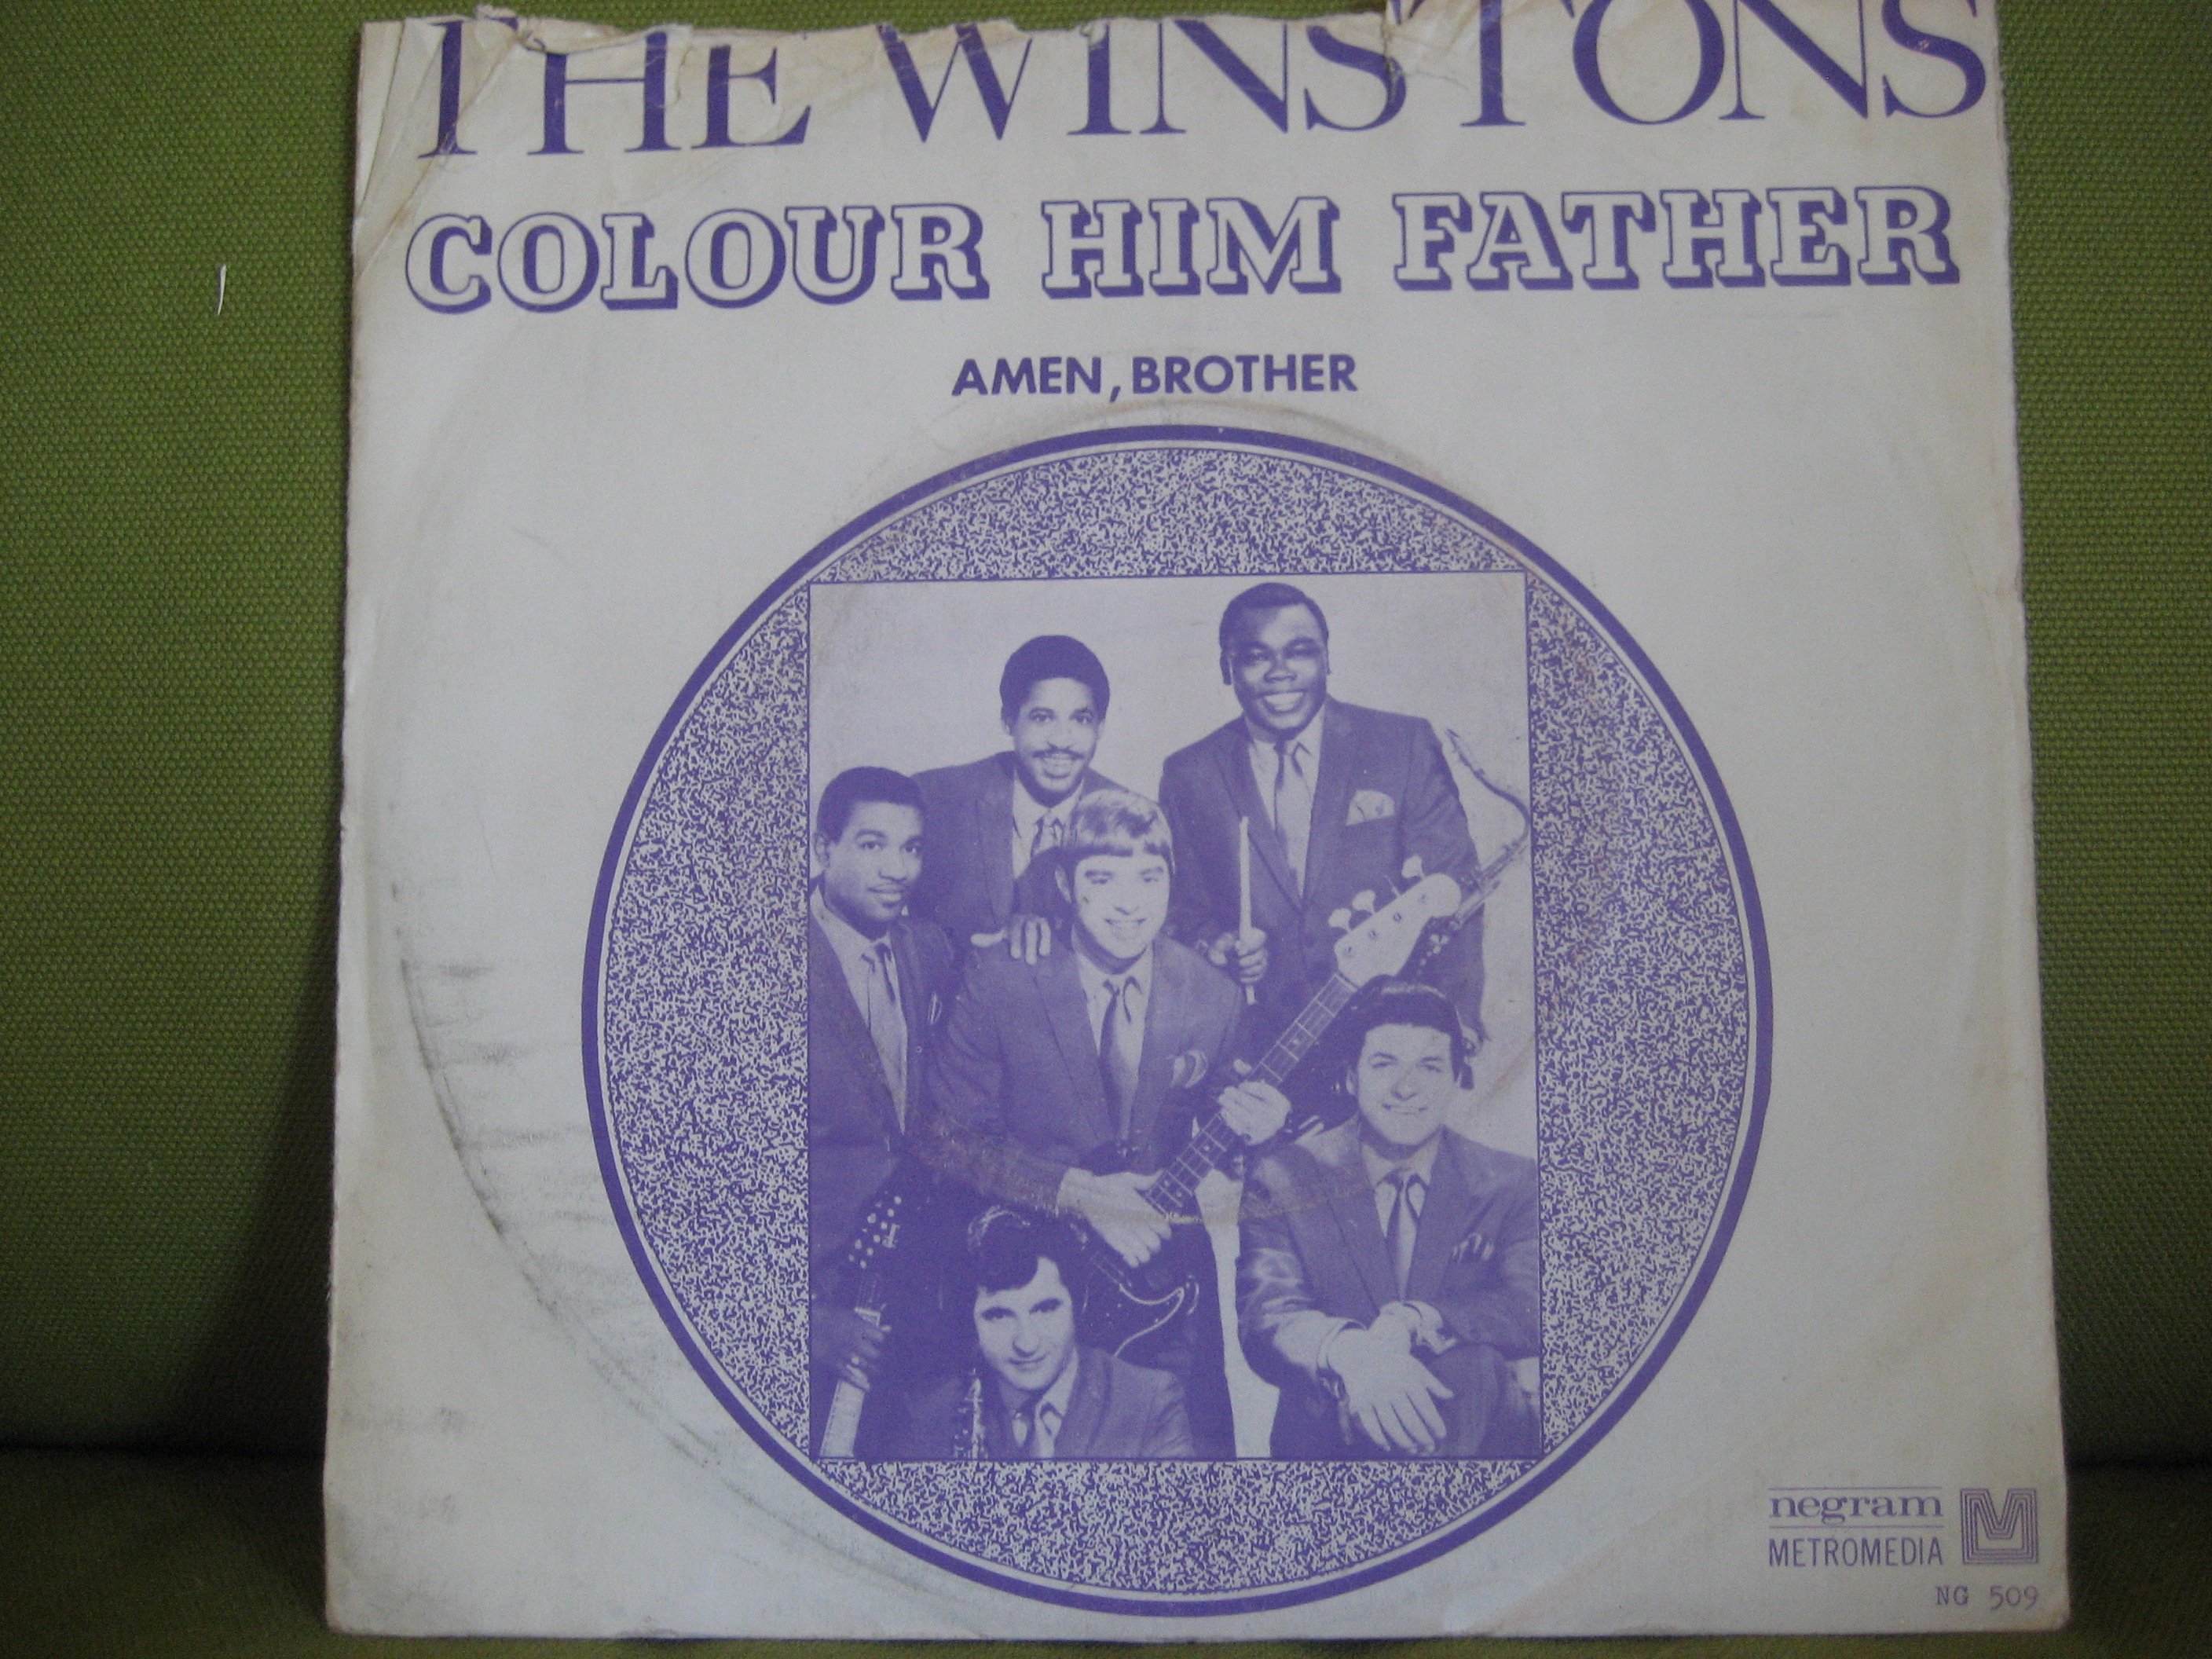 THE WINSTONS
COLOUR HIM FATHER
AMEN, BROTHER
negram
METROMEDIA
NG 509